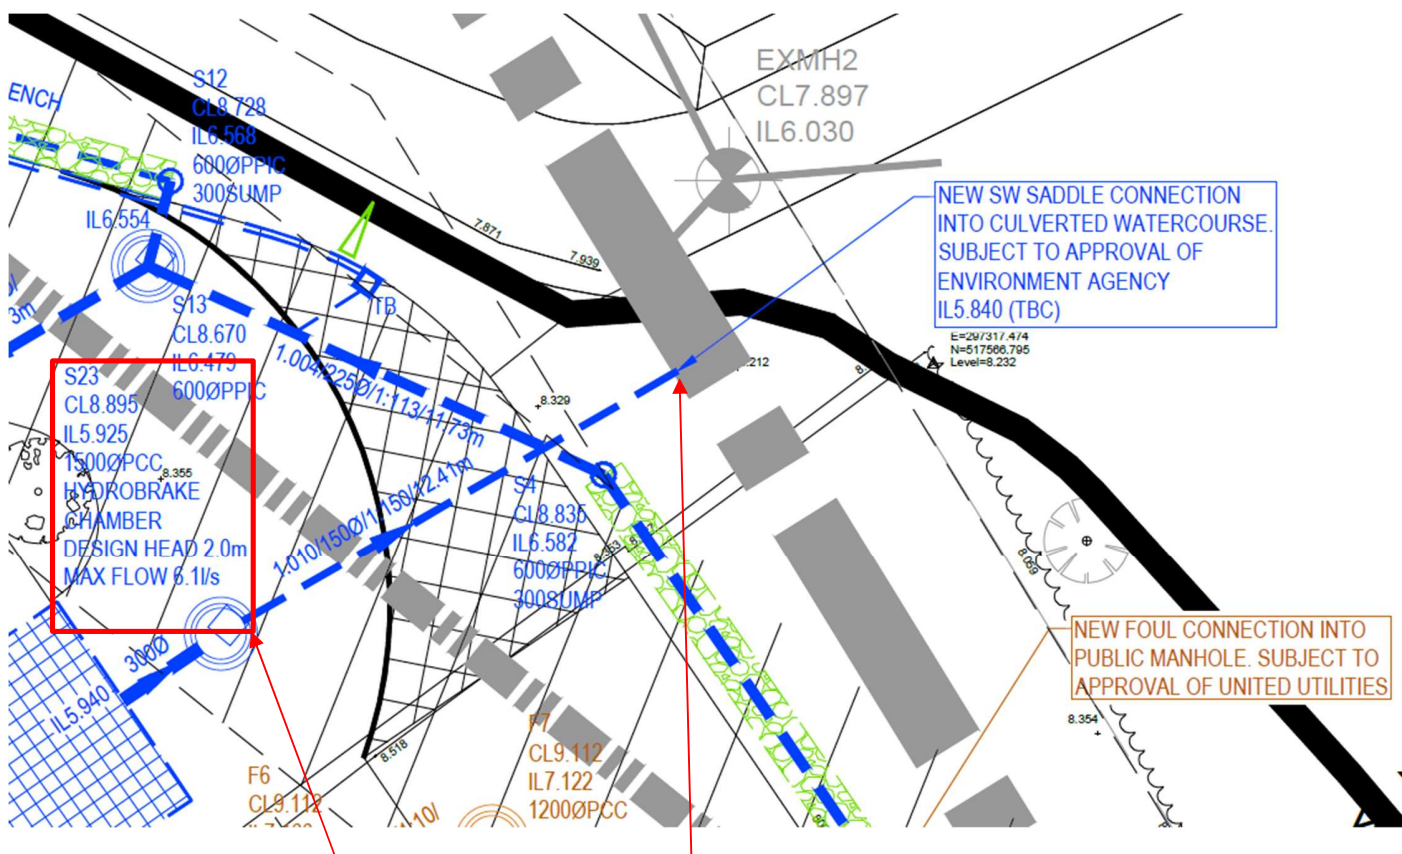 ENCH
S12
CL8.728
IL6.568
600ØPPIC
300SUMP
IL6.554
EXMH2
CL7.897
IL6.030
7.871
7.939
NEW SW SADDLE CONNECTION
INTO CULVERTED WATERCOURSE.
SUBJECT TO APPROVAL OF
ENVIRONMENT AGENCY
IL5.840 (TBC)
E=297317.474
N=517566.795
Level=8.232
TB
3m
S13
CL8.670
IL6.479
600ØPPIC
1.004/225Ø/1:113/11.73m
8.212
8.329
S23
CL8.895
IL5.925
1500ØPCC
HYDROBRAKE
CHAMBER
DESIGN HEAD 2.0m
MAX FLOW 6.1l/s
8.355
1.010/150Ø/1:150/12.41m
S4
CL8.835
IL6.582
600ØPPIC
300SUMP
8.353
8.059
300Ø
IL5.940
NEW FOUL CONNECTION INTO
PUBLIC MANHOLE. SUBJECT TO
APPROVAL OF UNITED UTILITIES
8.354
8.518
F7
CL9.112
IL7.122
1200ØPCC
F6
CL9.112